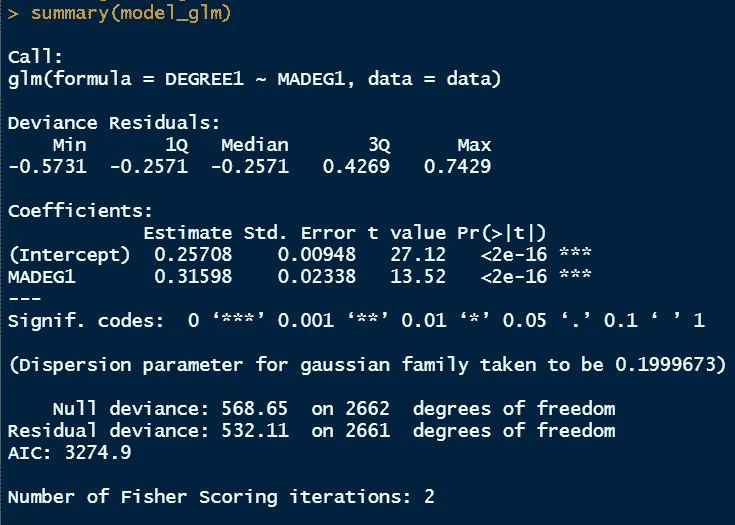 > summary(model_glm)
Call:
glm(formula = DEGREE1 ~ MADEG1, data = data)
Deviance Residuals:
    Min       1Q   Median       3Q      Max
-0.5731  -0.2571  -0.2571   0.4269   0.7429
Coefficients:
            Estimate Std. Error t value Pr(>|t|)
(Intercept)  0.25708    0.00948   27.12   <2e-16 ***
MADEG1       0.31598    0.02338   13.52   <2e-16 ***
---
Signif. codes:  0 ‘***’ 0.001 ‘**’ 0.01 ‘*’ 0.05 ‘.’ 0.1 ‘ ’ 1
(Dispersion parameter for gaussian family taken to be 0.1999673)
    Null deviance: 568.65  on 2662  degrees of freedom
Residual deviance: 532.11  on 2661  degrees of freedom
AIC: 3274.9
Number of Fisher Scoring iterations: 2